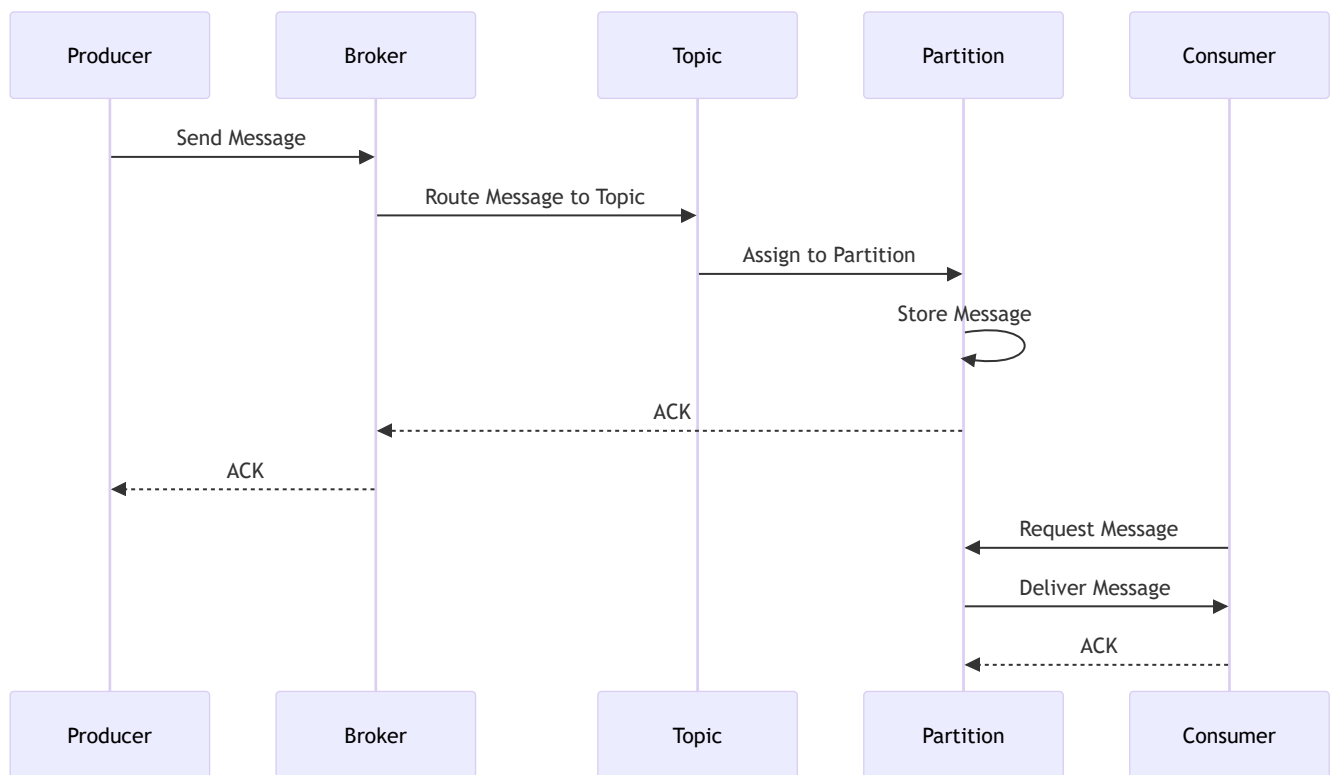 Producer
Broker
Topic
Partition
Consumer
Send Message
Route Message to Topic
Assign to Partition
Store Message
ACK
ACK
Request Message
Deliver Message
ACK
Producer
Broker
Topic
Partition
Consumer